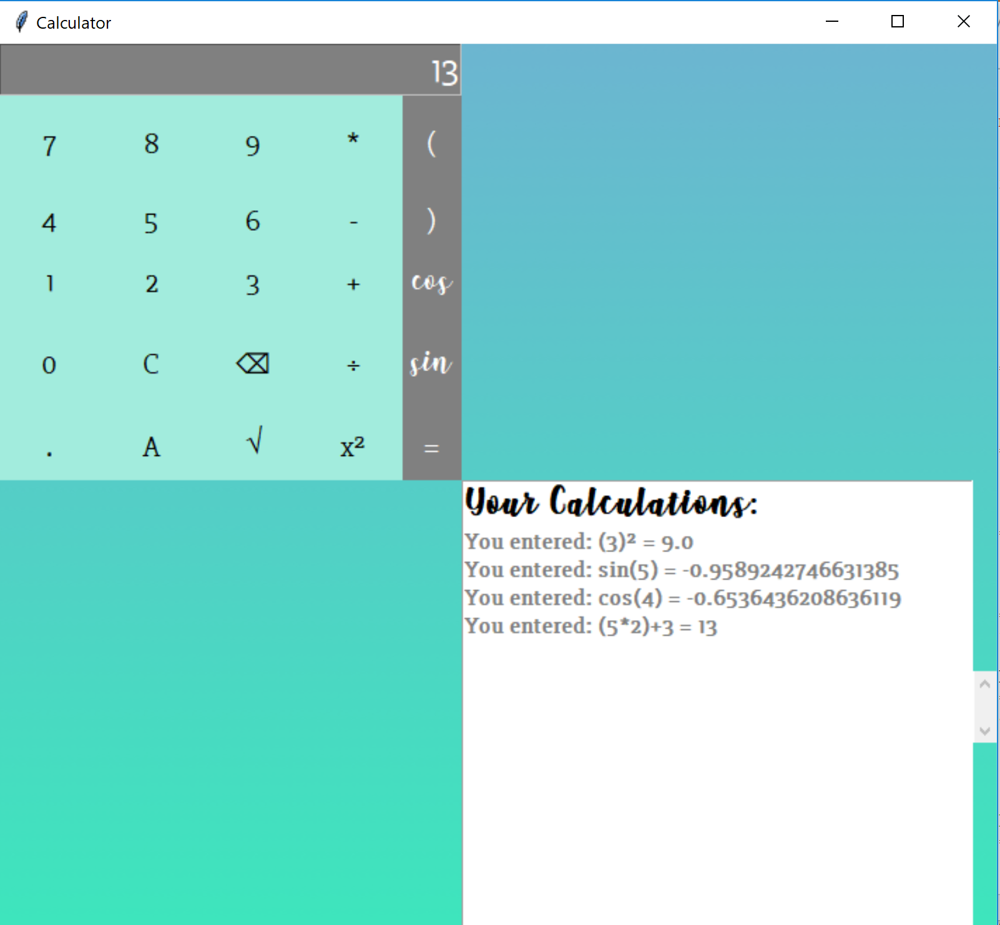 Calculator
13
7 8 9 * (
4 5 6 - )
1 2 3 + cos
0 C ⌫ ÷ sin
. A √ x² =
Your Calculations:
You entered: (3)² = 9.0
You entered: sin(5) = -0.9589242746631385
You entered: cos(4) = -0.6536436208636119
You entered: (5*2)+3 = 13